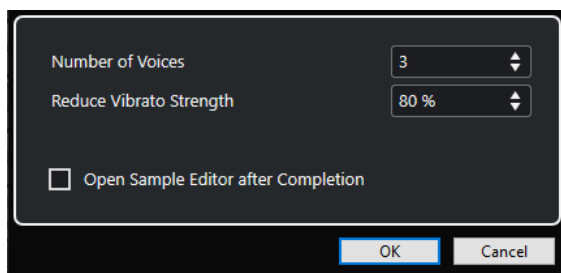 Number of Voices 3
Reduce Vibrato Strength 80 %
Open Sample Editor after Completion
OK Cancel